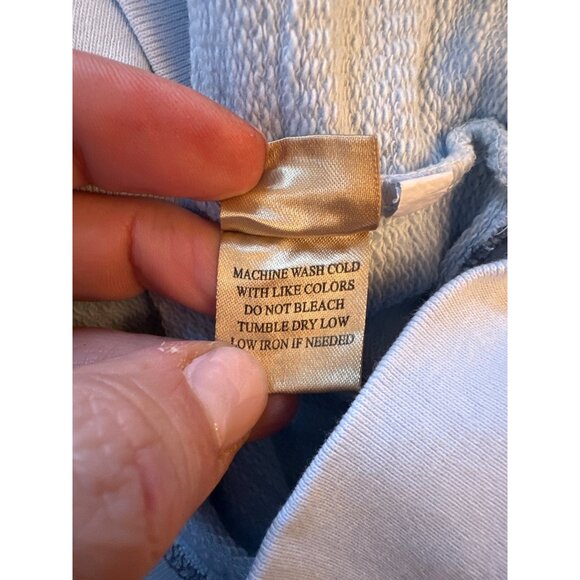 MACHINE WASH COLD
WITH LIKE COLORS
DO NOT BLEACH
TUMBLE DRY LOW
LOW IRON IF NEEDED